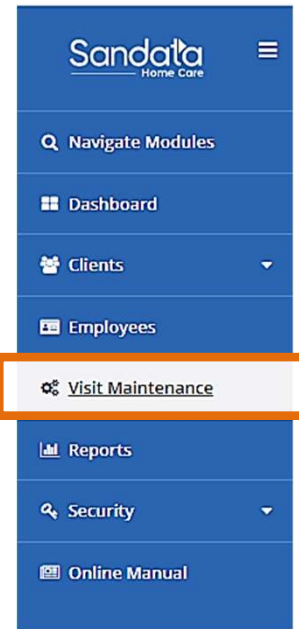 Sandata
Home Care
Navigate Modules
Dashboard
Clients
Employees
Visit Maintenance
Reports
Security
Online Manual